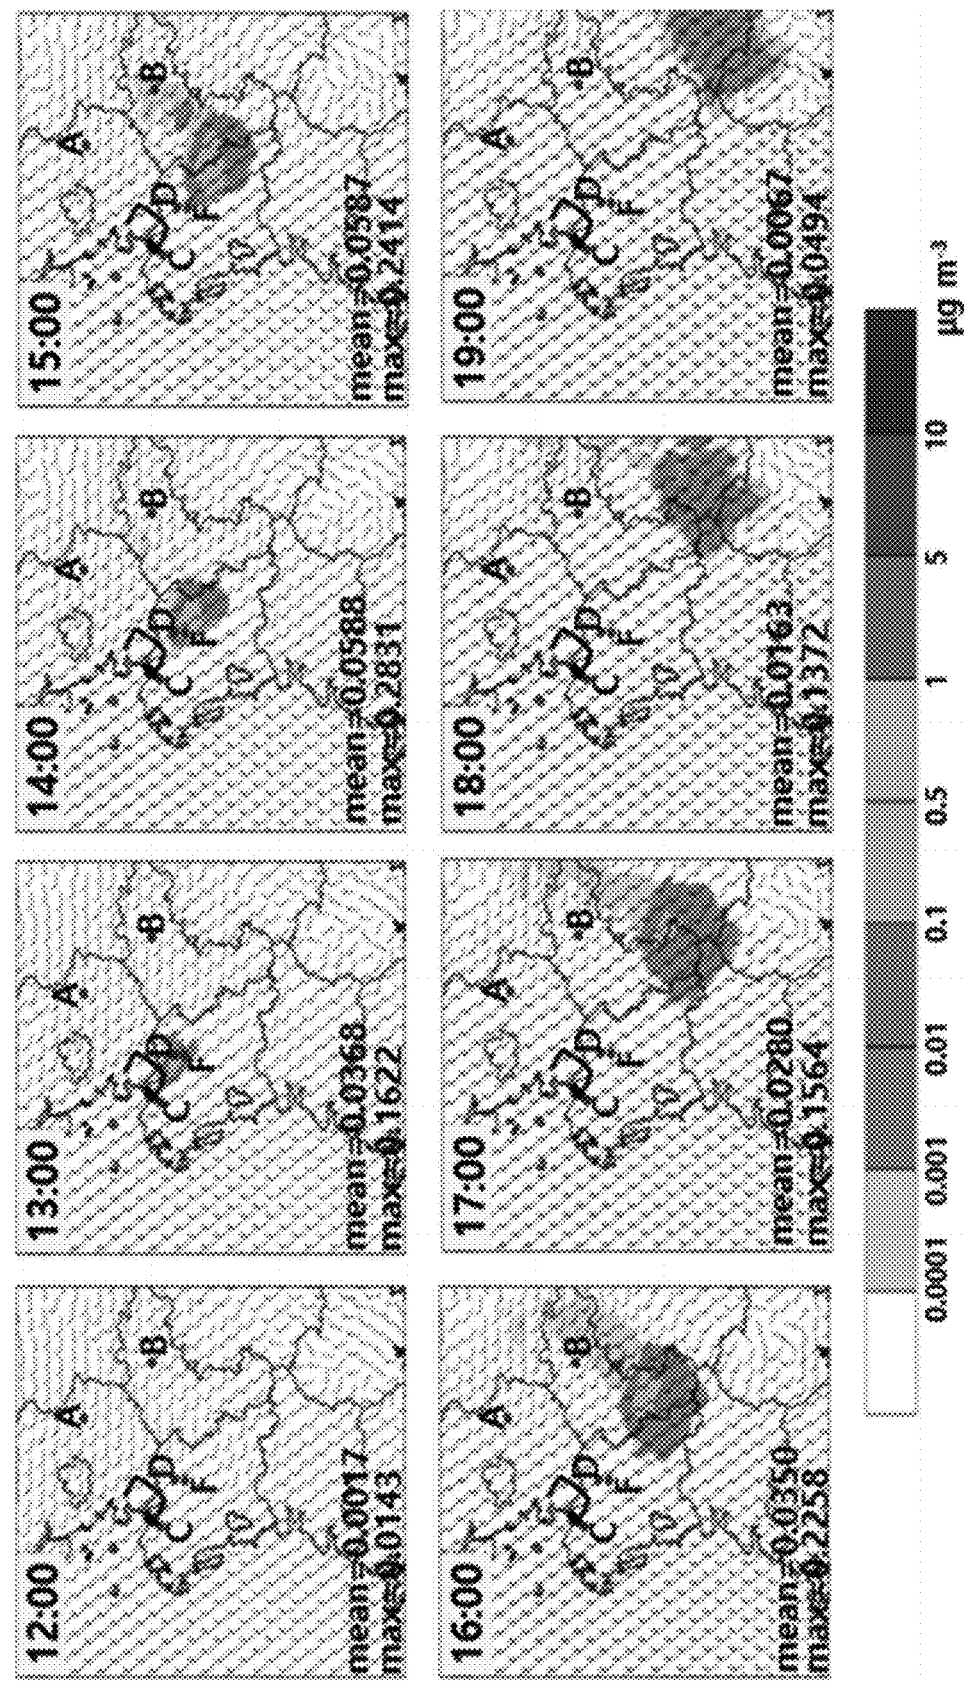 12:00
A
B
C
D
F
mean=0.0017
max=0.0143
13:00
A
B
C
D
F
mean=0.0368
max=0.1622
14:00
A
B
C
D
F
mean=0.0588
max=0.2831
15:00
A
B
C
D
F
mean=0.0587
max=0.2414
16:00
A
B
C
D
F
mean=0.0350
max=0.2258
17:00
A
B
C
D
F
mean=0.0280
max=0.1564
18:00
A
B
C
D
F
mean=0.0163
max=0.1372
19:00
A
B
C
D
F
mean=0.0067
max=0.0494
0.0001 0.001 0.01 0.1 0.5 1 5 10 µg m⁻³